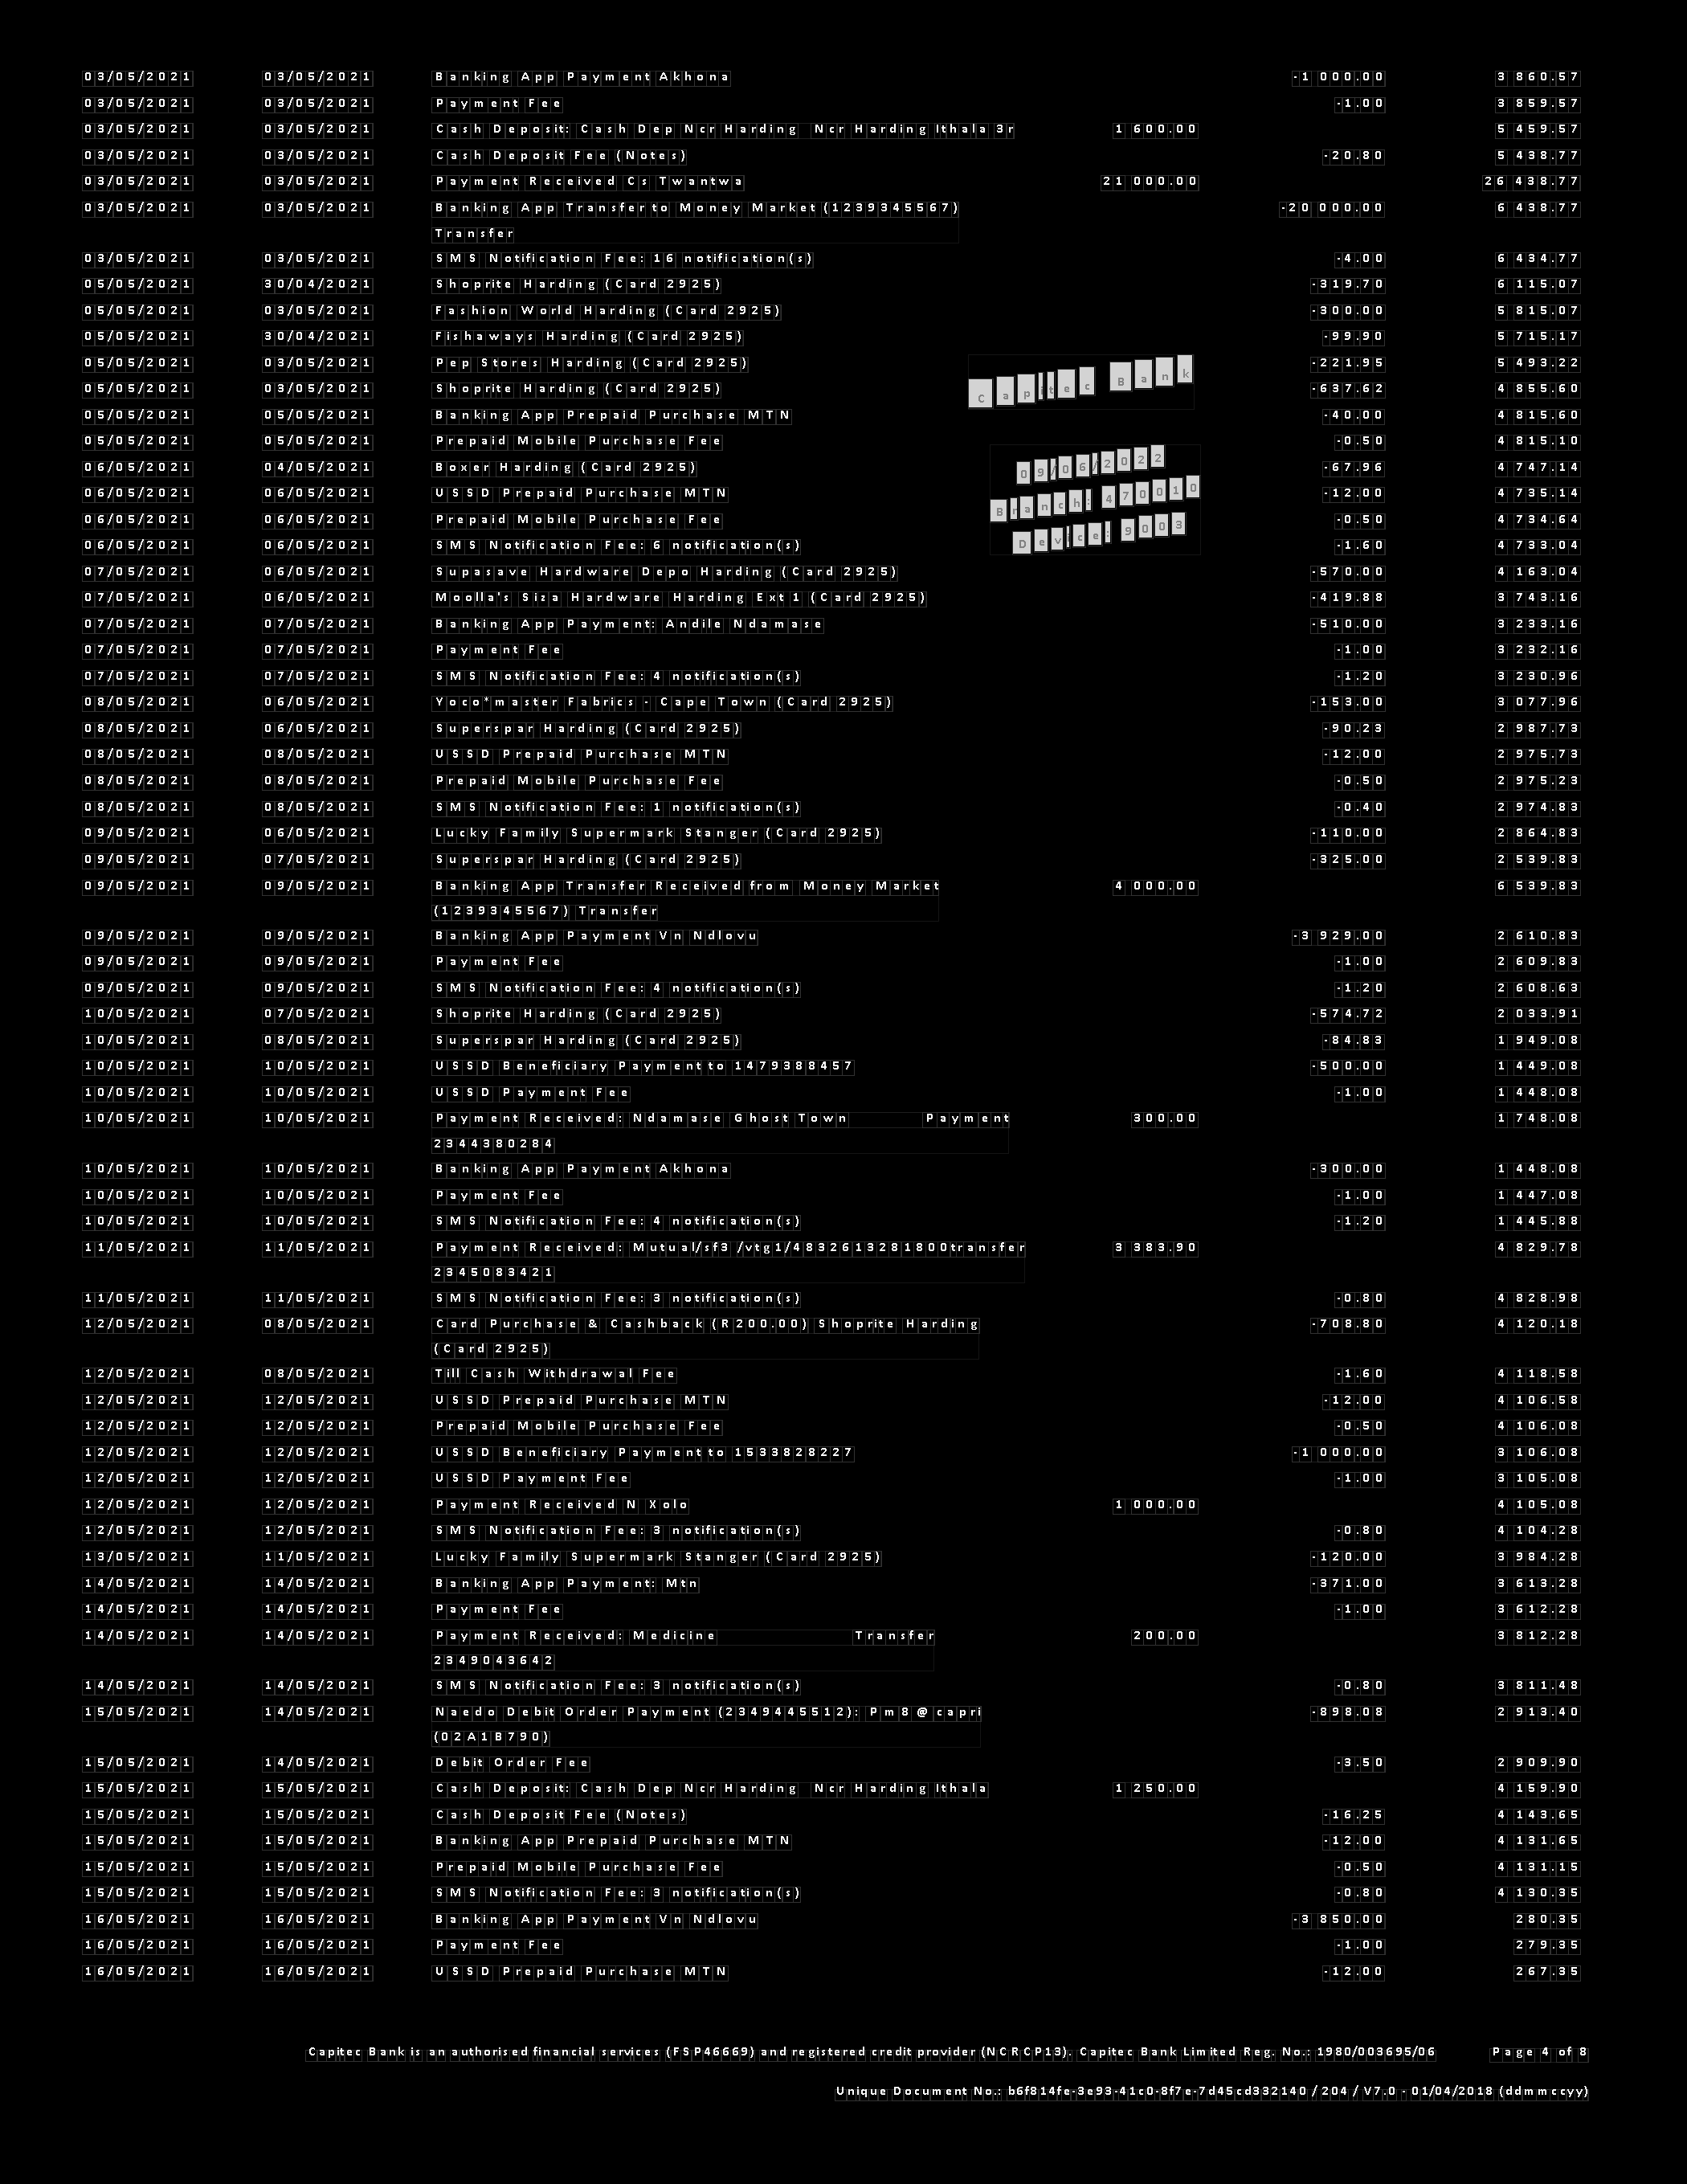 03/05/2021 03/05/2021 Banking App Payment Akhona -1 000.00 3 860.57
03/05/2021 03/05/2021 Payment Fee -1.00 3 859.57
03/05/2021 03/05/2021 Cash Deposit: Cash Dep Ncr Harding Ncr Harding Ithala 3r 1 600.00 5 459.57
03/05/2021 03/05/2021 Cash Deposit Fee (Notes) -20.80 5 438.77
03/05/2021 03/05/2021 Payment Received Cs Twantwa 21 000.00 26 438.77
03/05/2021 03/05/2021 Banking App Transfer to Money Market (1239345567) -20 000.00 6 438.77
Transfer
03/05/2021 03/05/2021 SMS Notification Fee: 16 notification(s) -4.00 6 434.77
05/05/2021 30/04/2021 Shoprite Harding (Card 2925) -319.70 6 115.07
05/05/2021 03/05/2021 Fashion World Harding (Card 2925) -300.00 5 815.07
05/05/2021 30/04/2021 Fishaways Harding (Card 2925) -99.90 5 715.17
05/05/2021 03/05/2021 Pep Stores Harding (Card 2925) -221.95 5 493.22
Capitec Bank
05/05/2021 03/05/2021 Shoprite Harding (Card 2925) -637.62 4 855.60
05/05/2021 05/05/2021 Banking App Prepaid Purchase MTN -40.00 4 815.60
05/05/2021 05/05/2021 Prepaid Mobile Purchase Fee -0.50 4 815.10
09/06/2022
06/05/2021 04/05/2021 Boxer Harding (Card 2925) -67.96 4 747.14
06/05/2021 06/05/2021 USSD Prepaid Purchase MTN -12.00 4 735.14
Branch: 470010
06/05/2021 06/05/2021 Prepaid Mobile Purchase Fee -0.50 4 734.64
Device: 9003
06/05/2021 06/05/2021 SMS Notification Fee: 6 notification(s) -1.60 4 733.04
07/05/2021 06/05/2021 Supasave Hardware Depo Harding (Card 2925) -570.00 4 163.04
07/05/2021 06/05/2021 Moolla's Siza Hardware Harding Ext 1 (Card 2925) -419.88 3 743.16
07/05/2021 07/05/2021 Banking App Payment: Andile Ndamase -510.00 3 233.16
07/05/2021 07/05/2021 Payment Fee -1.00 3 232.16
07/05/2021 07/05/2021 SMS Notification Fee: 4 notification(s) -1.20 3 230.96
08/05/2021 06/05/2021 Yoco*master Fabrics - Cape Town (Card 2925) -153.00 3 077.96
08/05/2021 06/05/2021 Superspar Harding (Card 2925) -90.23 2 987.73
08/05/2021 08/05/2021 USSD Prepaid Purchase MTN -12.00 2 975.73
08/05/2021 08/05/2021 Prepaid Mobile Purchase Fee -0.50 2 975.23
08/05/2021 08/05/2021 SMS Notification Fee: 1 notification(s) -0.40 2 974.83
09/05/2021 06/05/2021 Lucky Family Supermark Stanger (Card 2925) -110.00 2 864.83
09/05/2021 07/05/2021 Superspar Harding (Card 2925) -325.00 2 539.83
09/05/2021 09/05/2021 Banking App Transfer Received from Money Market 4 000.00 6 539.83
(1239345567) Transfer
09/05/2021 09/05/2021 Banking App Payment Vn Ndlovu -3 929.00 2 610.83
09/05/2021 09/05/2021 Payment Fee -1.00 2 609.83
09/05/2021 09/05/2021 SMS Notification Fee: 4 notification(s) -1.20 2 608.63
10/05/2021 07/05/2021 Shoprite Harding (Card 2925) -574.72 2 033.91
10/05/2021 08/05/2021 Superspar Harding (Card 2925) -84.83 1 949.08
10/05/2021 10/05/2021 USSD Beneficiary Payment to 1479388457 -500.00 1 449.08
10/05/2021 10/05/2021 USSD Payment Fee -1.00 1 448.08
10/05/2021 10/05/2021 Payment Received: Ndamase Ghost Town Payment 300.00 1 748.08
2344380284
10/05/2021 10/05/2021 Banking App Payment Akhona -300.00 1 448.08
10/05/2021 10/05/2021 Payment Fee -1.00 1 447.08
10/05/2021 10/05/2021 SMS Notification Fee: 4 notification(s) -1.20 1 445.88
11/05/2021 11/05/2021 Payment Received: Mutual/sf3 /vtg1/4832613281800transfer 3 383.90 4 829.78
2345083421
11/05/2021 11/05/2021 SMS Notification Fee: 3 notification(s) -0.80 4 828.98
12/05/2021 08/05/2021 Card Purchase & Cashback (R200.00) Shoprite Harding -708.80 4 120.18
(Card 2925)
12/05/2021 08/05/2021 Till Cash Withdrawal Fee -1.60 4 118.58
12/05/2021 12/05/2021 USSD Prepaid Purchase MTN -12.00 4 106.58
12/05/2021 12/05/2021 Prepaid Mobile Purchase Fee -0.50 4 106.08
12/05/2021 12/05/2021 USSD Beneficiary Payment to 1533828227 -1 000.00 3 106.08
12/05/2021 12/05/2021 USSD Payment Fee -1.00 3 105.08
12/05/2021 12/05/2021 Payment Received N Xolo 1 000.00 4 105.08
12/05/2021 12/05/2021 SMS Notification Fee: 3 notification(s) -0.80 4 104.28
13/05/2021 11/05/2021 Lucky Family Supermark Stanger (Card 2925) -120.00 3 984.28
14/05/2021 14/05/2021 Banking App Payment: Mtn -371.00 3 613.28
14/05/2021 14/05/2021 Payment Fee -1.00 3 612.28
14/05/2021 14/05/2021 Payment Received: Medicine Transfer 200.00 3 812.28
2349043642
14/05/2021 14/05/2021 SMS Notification Fee: 3 notification(s) -0.80 3 811.48
15/05/2021 14/05/2021 Naedo Debit Order Payment (2349445512): Pm8@capri -898.08 2 913.40
(02A1B790)
15/05/2021 14/05/2021 Debit Order Fee -3.50 2 909.90
15/05/2021 15/05/2021 Cash Deposit: Cash Dep Ncr Harding Ncr Harding Ithala 1 250.00 4 159.90
15/05/2021 15/05/2021 Cash Deposit Fee (Notes) -16.25 4 143.65
15/05/2021 15/05/2021 Banking App Prepaid Purchase MTN -12.00 4 131.65
15/05/2021 15/05/2021 Prepaid Mobile Purchase Fee -0.50 4 131.15
15/05/2021 15/05/2021 SMS Notification Fee: 3 notification(s) -0.80 4 130.35
16/05/2021 16/05/2021 Banking App Payment Vn Ndlovu -3 850.00 280.35
16/05/2021 16/05/2021 Payment Fee -1.00 279.35
16/05/2021 16/05/2021 USSD Prepaid Purchase MTN -12.00 267.35
Capitec Bank is an authorised financial services (FSP46669) and registered credit provider (NCRCP13). Capitec Bank Limited Reg. No.: 1980/003695/06 Page 4 of 8
Unique Document No.: b6f814fe-3e93-41c0-8f7e-7d45cd332140 / 204 / V7.0 - 01/04/2018 (ddmmccyy)